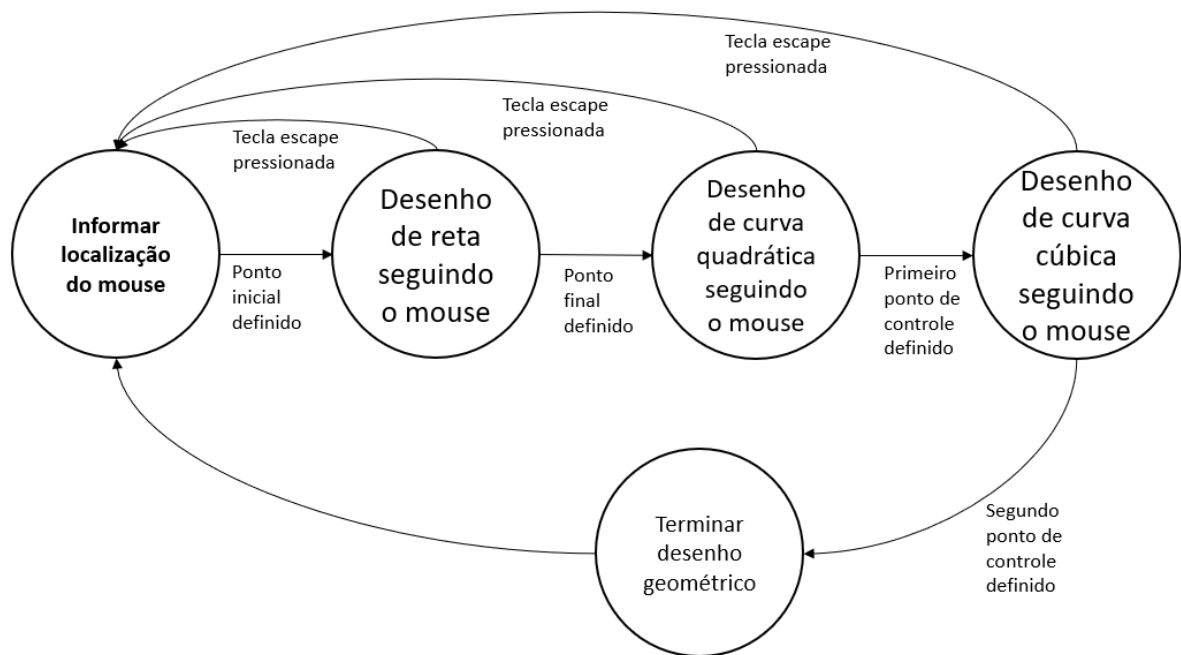 Tecla escape
pressionada
Tecla escape
pressionada
Tecla escape
pressionada
Informar
localização
do mouse
Ponto
inicial
definido
Desenho
de reta
seguindo
o mouse
Ponto
final
definido
Desenho
de curva
quadrática
seguindo
o mouse
Primeiro
ponto de
controle
definido
Desenho
de curva
cúbica
seguindo
o mouse
Segundo
ponto de
controle
definido
Terminar
desenho
geométrico